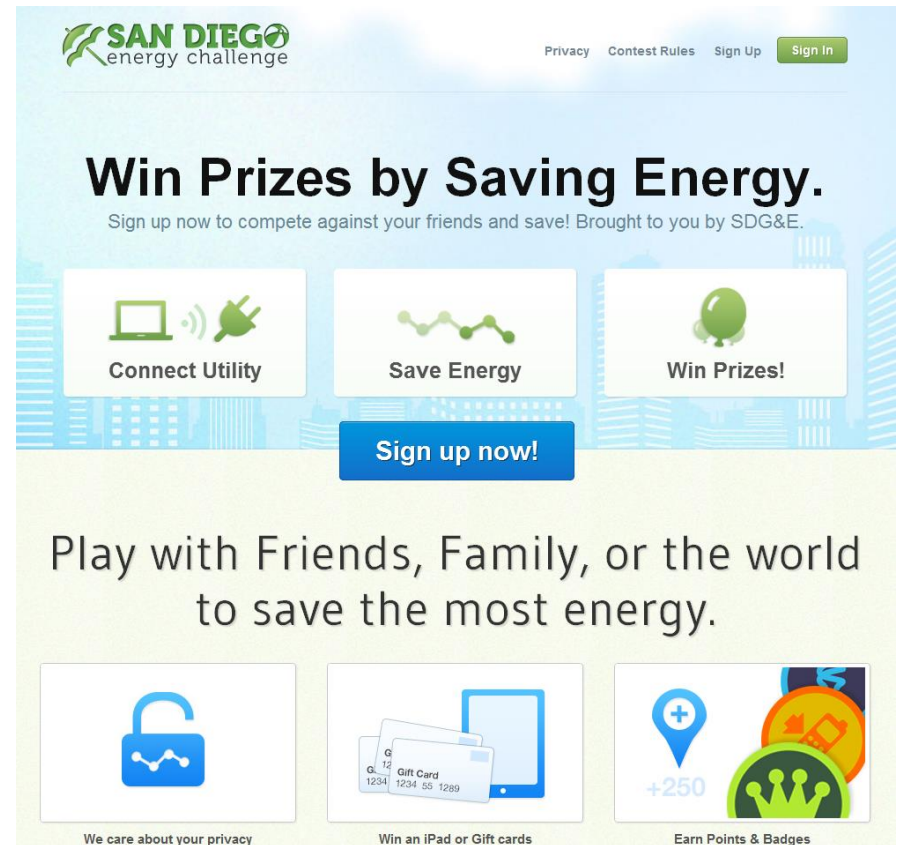 SAN DIEGO
energy challenge
Privacy Contest Rules Sign Up Sign In
Win Prizes by Saving Energy.
Sign up now to compete against your friends and save! Brought to you by SDG&E.
Connect Utility Save Energy Win Prizes!
Sign up now!
Play with Friends, Family, or the world
to save the most energy.
Gift Card
1234 55 1289
1234
+250
We care about your privacy Win an iPad or Gift cards Earn Points & Badges